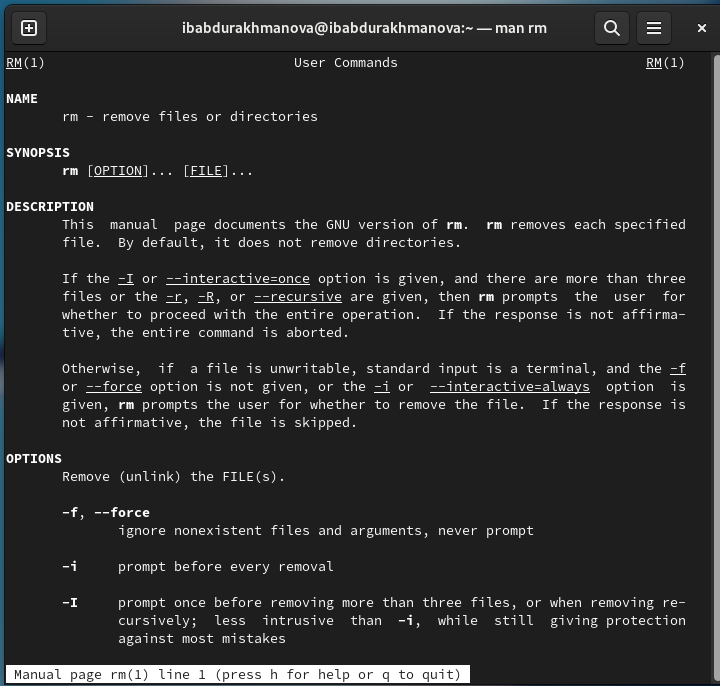 ibabdurakhmanova@ibabdurakhmanova:~ — man rm
RM(1) User Commands RM(1)
NAME
rm - remove files or directories
SYNOPSIS
rm [OPTION]... [FILE]...
DESCRIPTION
This manual page documents the GNU version of rm. rm removes each specified
file. By default, it does not remove directories.
If the -I or --interactive=once option is given, and there are more than three
files or the -r, -R, or --recursive are given, then rm prompts the user for
whether to proceed with the entire operation. If the response is not affirma-
tive, the entire command is aborted.
Otherwise, if a file is unwritable, standard input is a terminal, and the -f
or --force option is not given, or the -i or --interactive=always option is
given, rm prompts the user for whether to remove the file. If the response is
not affirmative, the file is skipped.
OPTIONS
Remove (unlink) the FILE(s).
-f, --force
ignore nonexistent files and arguments, never prompt
-i prompt before every removal
-I prompt once before removing more than three files, or when removing re-
cursively; less intrusive than -i, while still giving protection
against most mistakes
Manual page rm(1) line 1 (press h for help or q to quit)